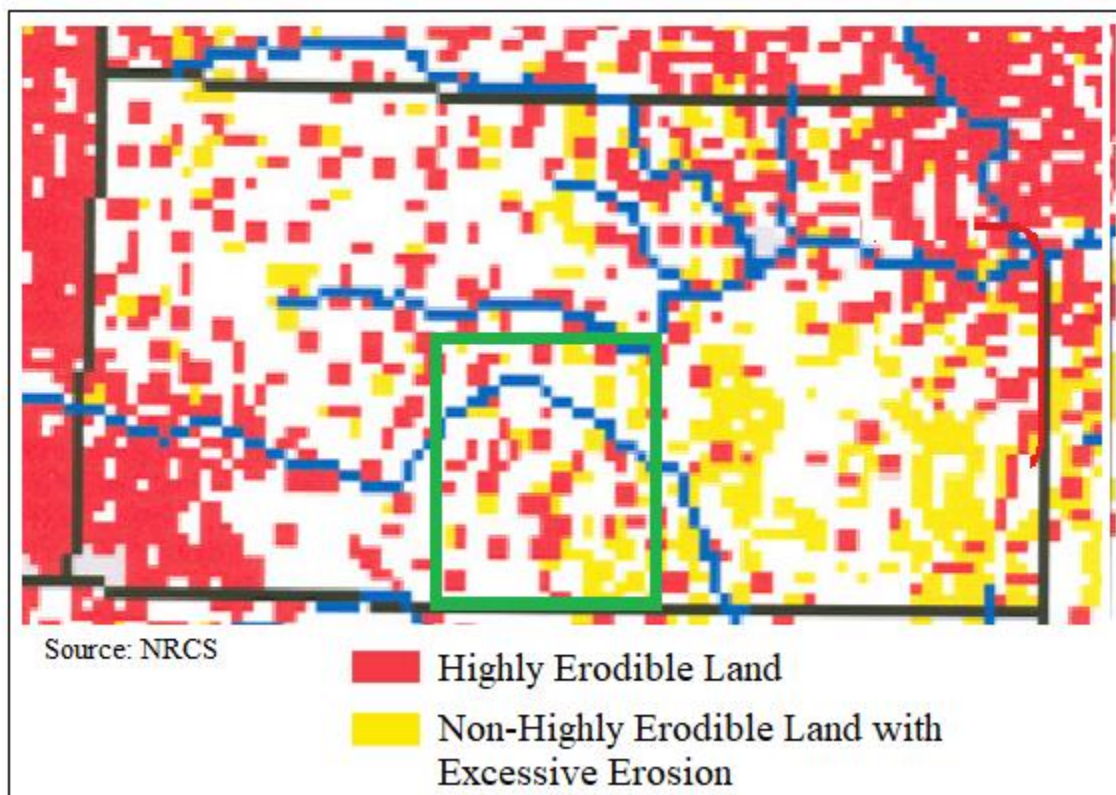 Source: NRCS
Highly Erodible Land
Non-Highly Erodible Land with
Excessive Erosion